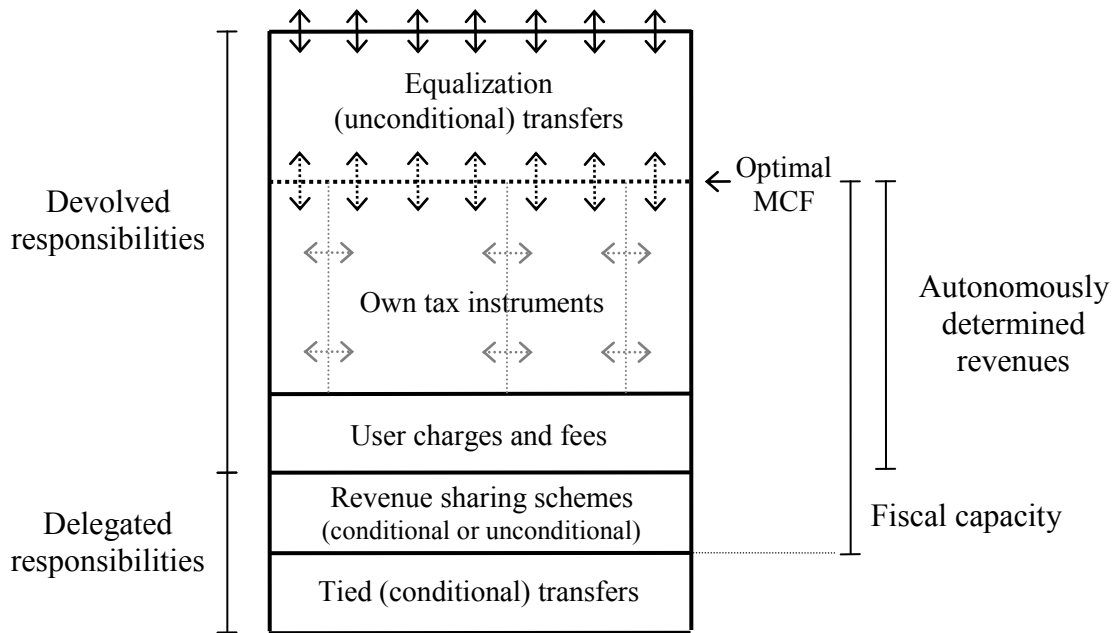 Equalization
(unconditional) transfers
Optimal
MCF
Devolved
responsibilities
Own tax instruments
Autonomously
determined
revenues
User charges and fees
Revenue sharing schemes
(conditional or unconditional)
Fiscal capacity
Delegated
responsibilities
Tied (conditional) transfers